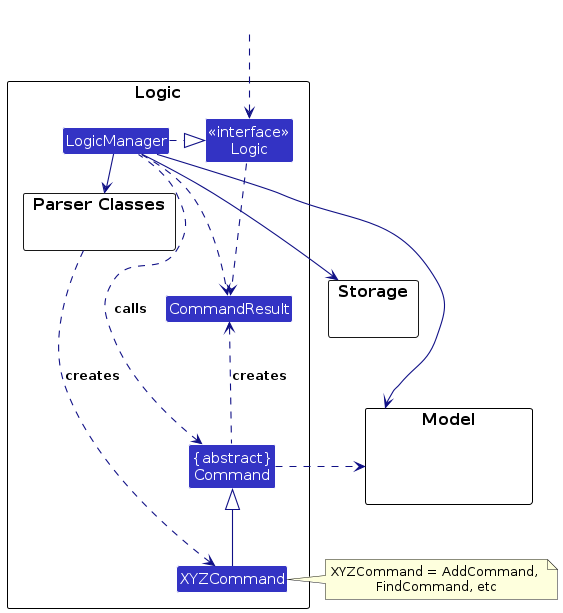 Logic
LogicManager
«interface»
Logic
Parser Classes
Storage
calls
CommandResult
creates
creates
Model
{abstract}
Command
XYZCommand
XYZCommand = AddCommand,
FindCommand, etc